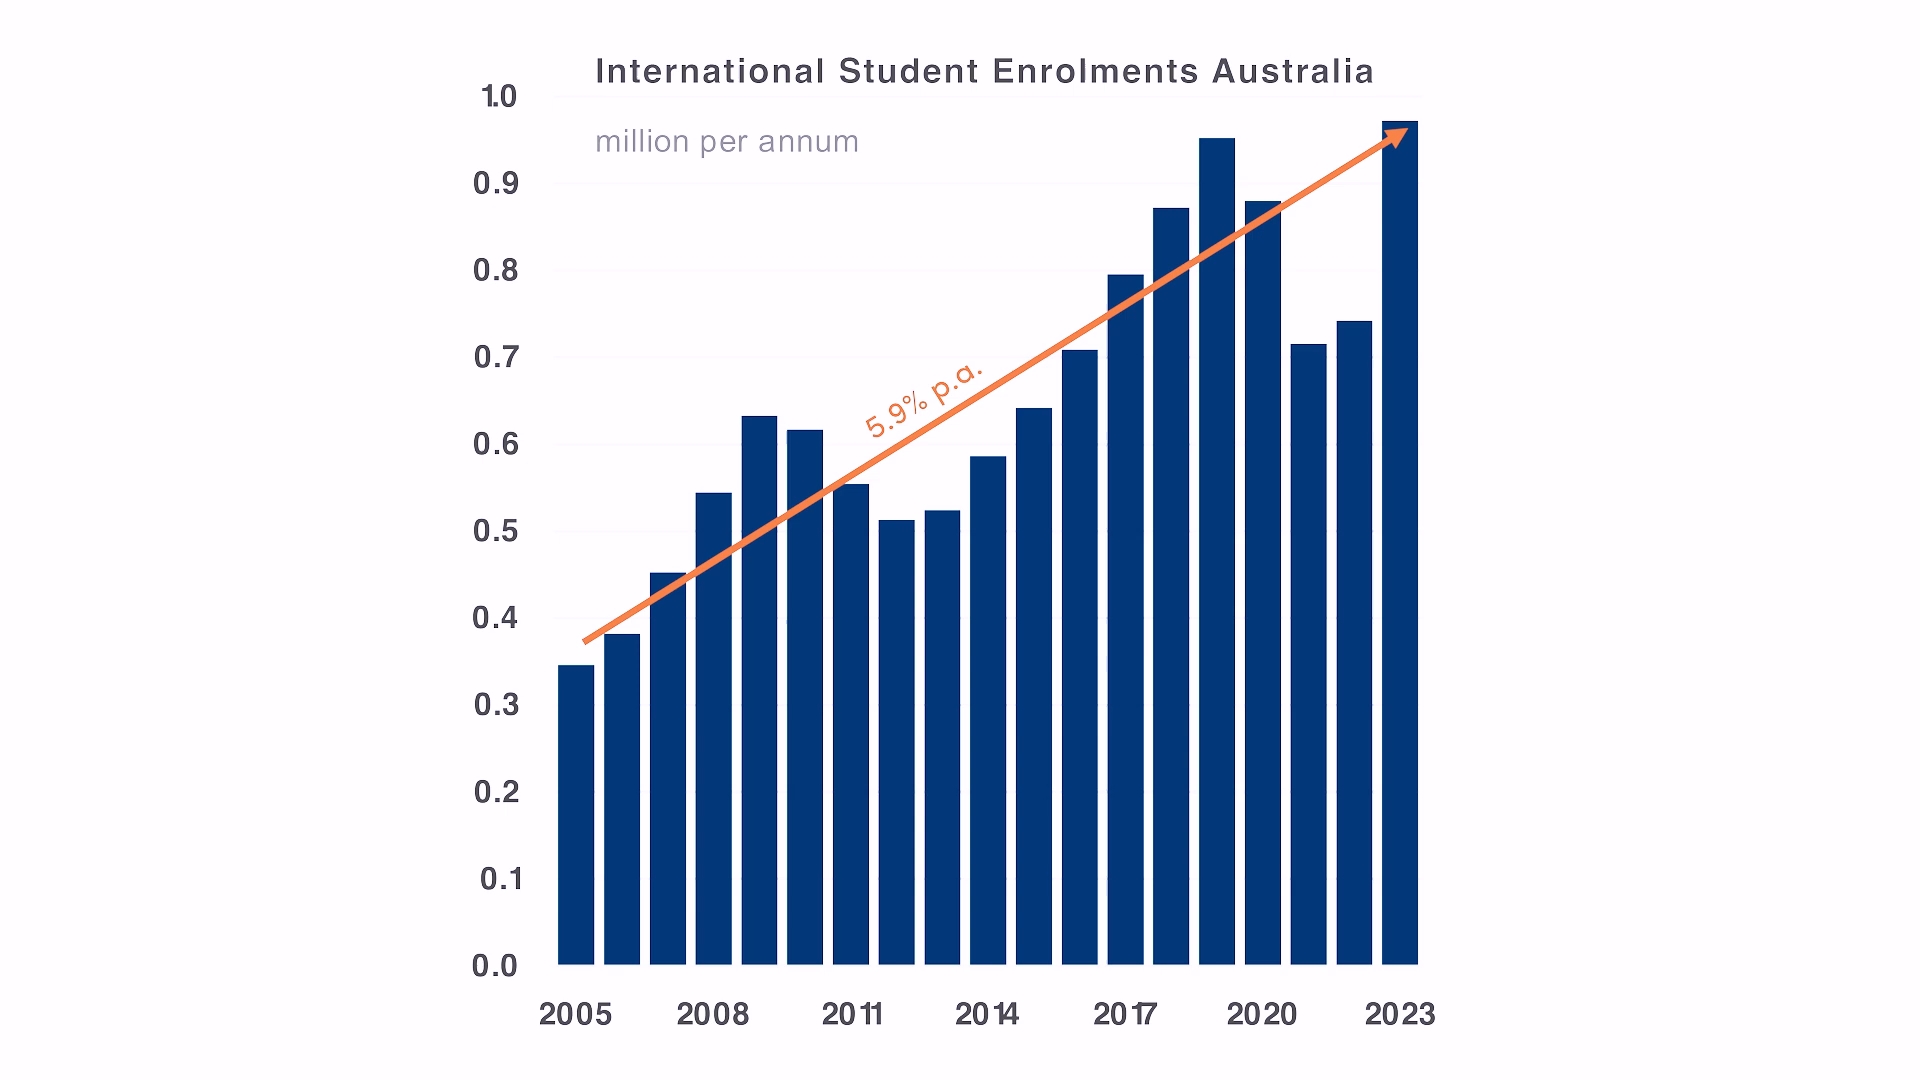 International Student Enrolments Australia
million per annum
1.0
0.9
0.8
0.7
0.6
0.5
0.4
0.3
0.2
0.1
0.0
5.9% p.a.
2005 2008 2011 2014 2017 2020 2023